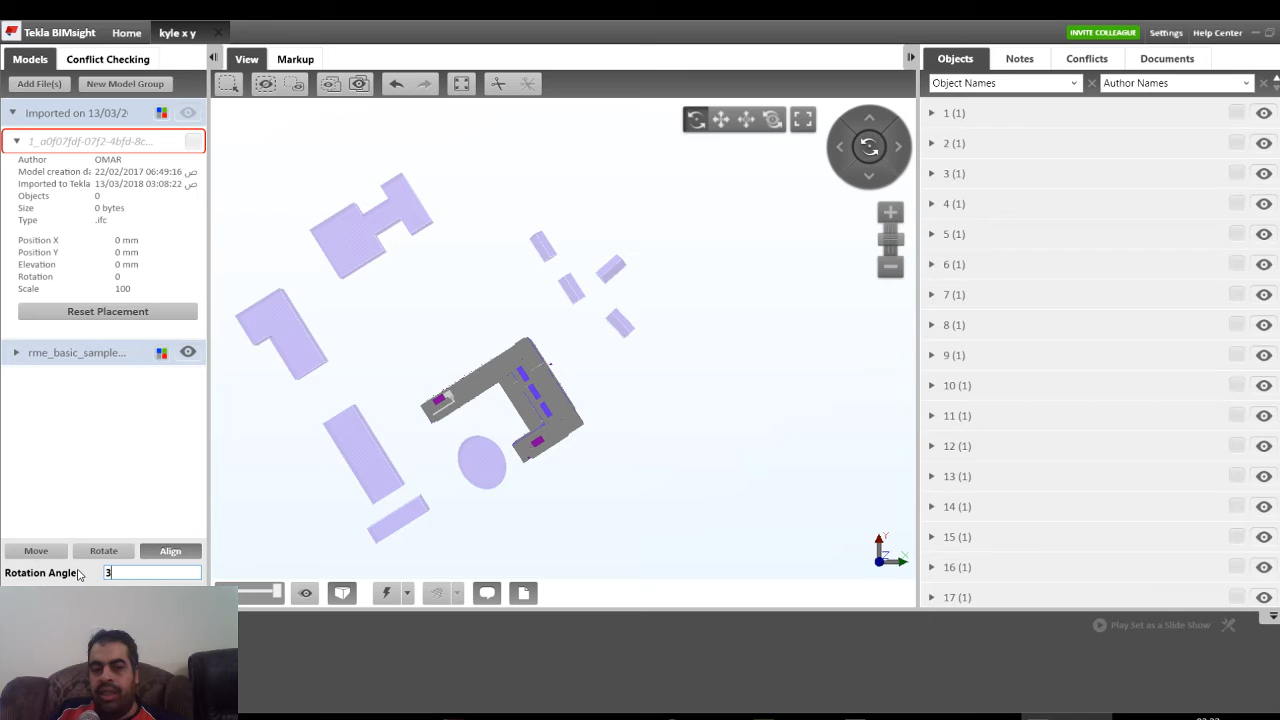 Tekla BIMsight
Home
kyle x y
INVITE COLLEAGUE
Settings
Help Center
Models
Conflict Checking
View
Markup
Objects
Notes
Conflicts
Documents
Add File(s)
New Model Group
Object Names
Author Names
Imported on 13/03/2
1_a0f07fdf-07f2-4bfd-8c...
Author OMAR
Model creation da 22/02/2017 06:49:16 ص
Imported to Tekla 13/03/2018 03:08:22 ص
Objects 0
Size 0 bytes
Type .ifc
Position X 0 mm
Position Y 0 mm
Elevation 0 mm
Rotation 0
Scale 100
Reset Placement
rme_basic_sample...
Move
Rotate
Align
Rotation Angle 3
1 (1)
2 (1)
3 (1)
4 (1)
5 (1)
6 (1)
7 (1)
8 (1)
9 (1)
10 (1)
11 (1)
12 (1)
13 (1)
14 (1)
15 (1)
16 (1)
17 (1)
Y
Z
X
Play Set as a Slide Show